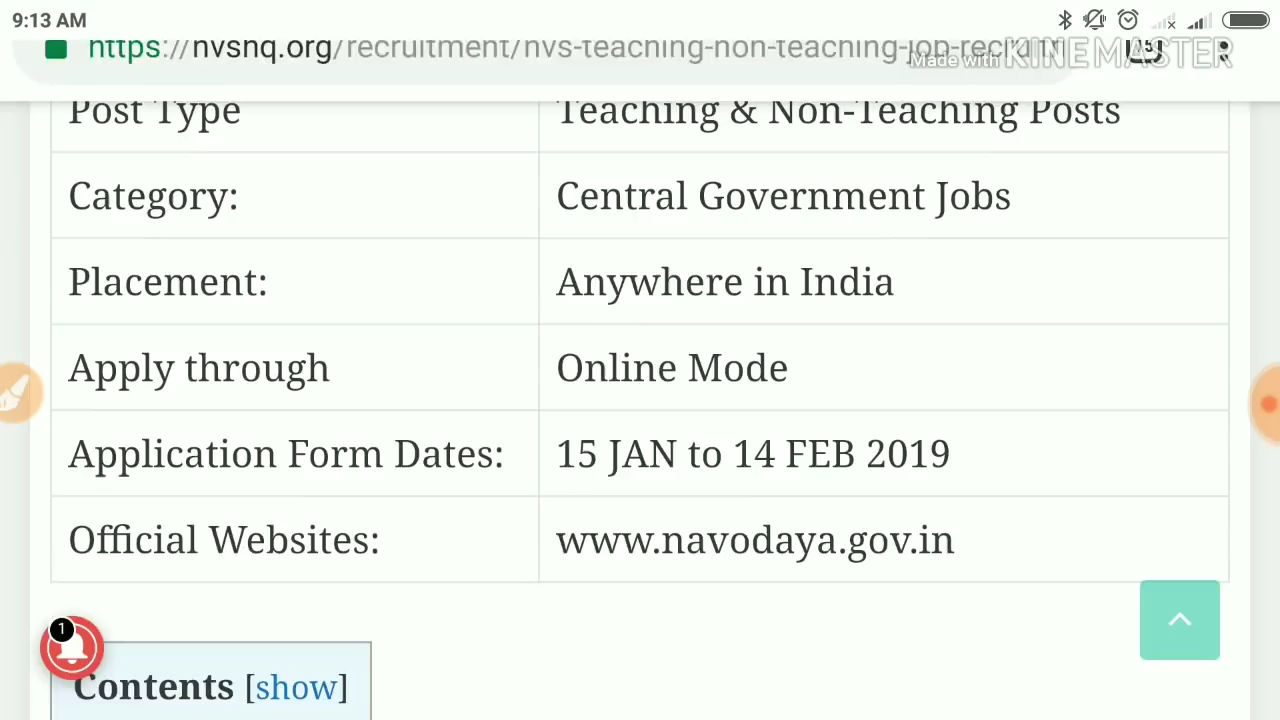 9:13 AM
https://nvshq.org/recruitment/nvs-teaching-non-teaching-job-recruit
Made with KINEMASTER
Post Type Teaching & Non-Teaching Posts
Category: Central Government Jobs
Placement: Anywhere in India
Apply through Online Mode
Application Form Dates: 15 JAN to 14 FEB 2019
Official Websites: www.navodaya.gov.in
1
Contents [show]